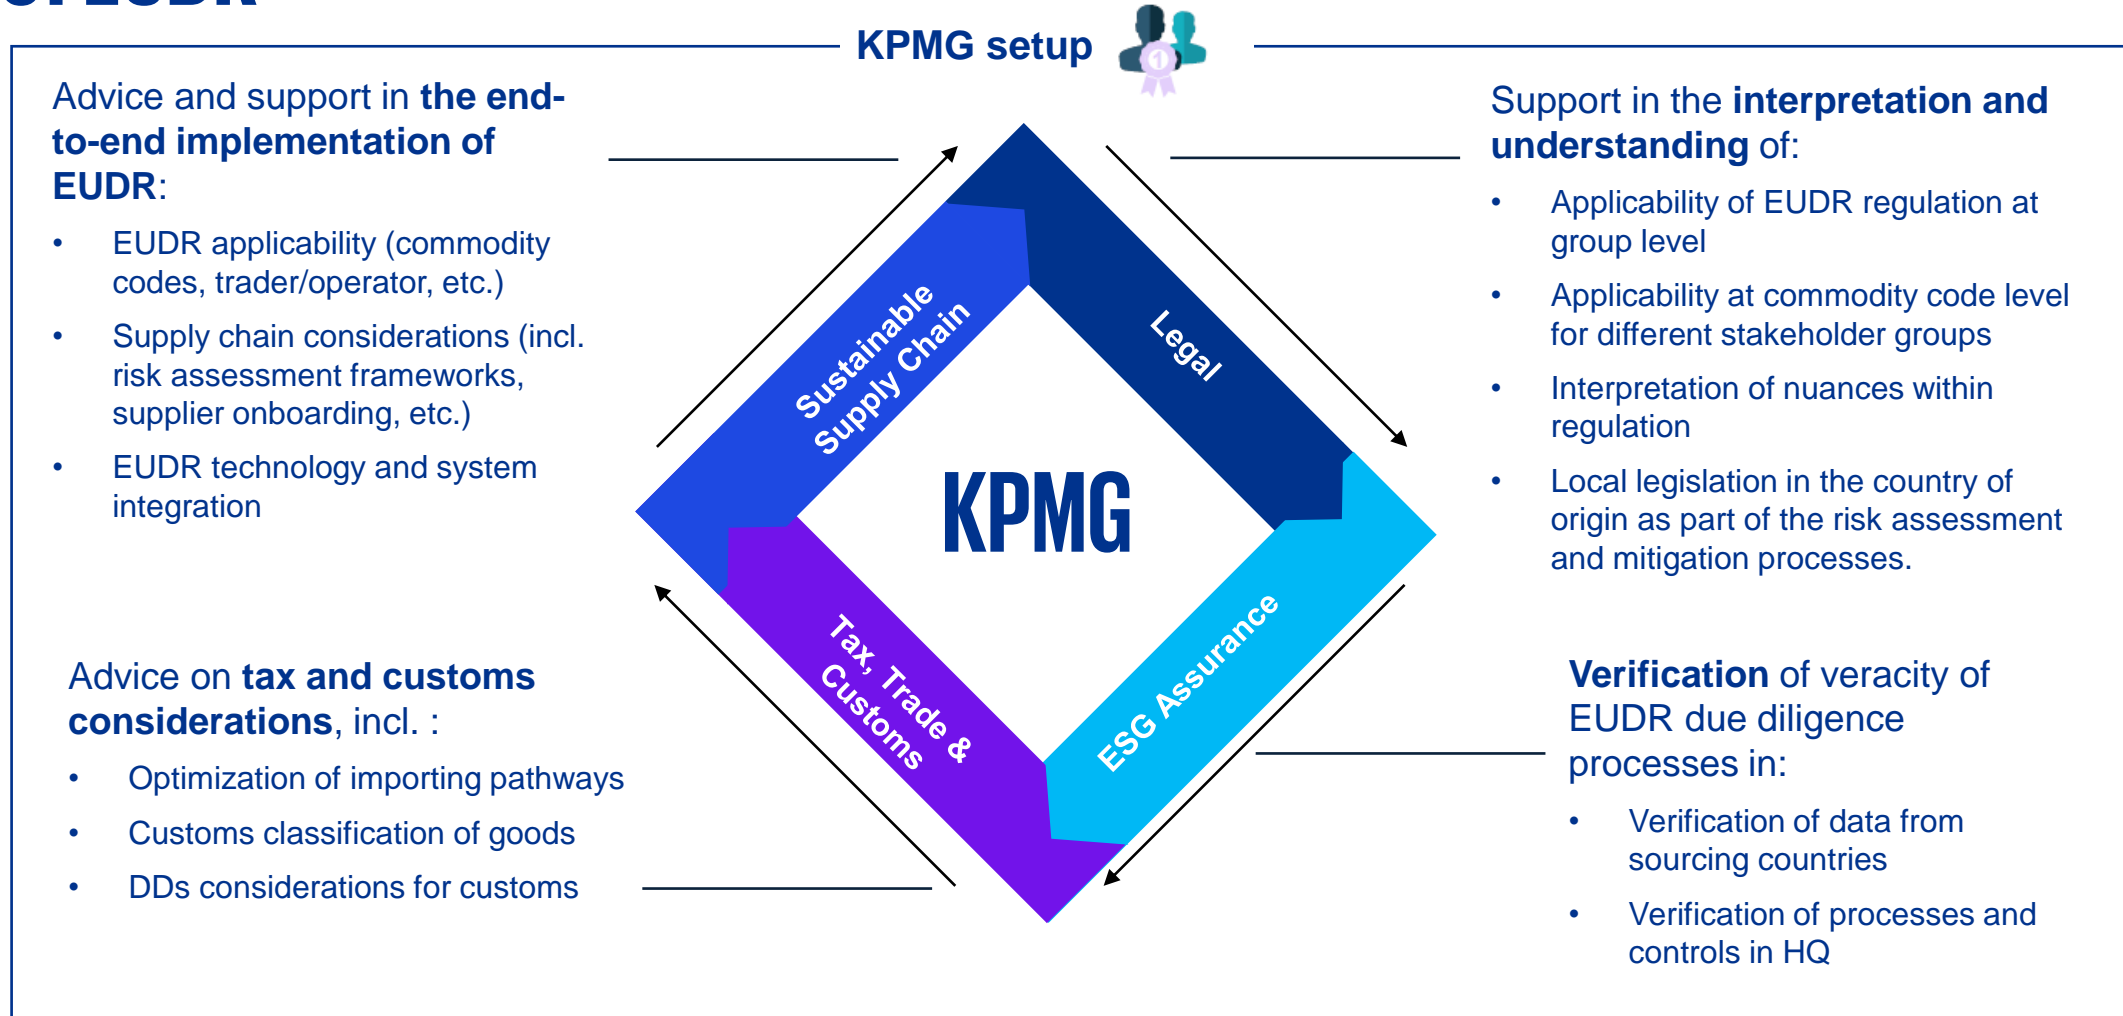 KPMG setup
1
Advice and support in the end-
to-end implementation of
EUDR:
• EUDR applicability (commodity
codes, trader/operator, etc.)
• Supply chain considerations (incl.
risk assessment frameworks,
supplier onboarding, etc.)
• EUDR technology and system
integration
Support in the interpretation and
understanding of:
• Applicability of EUDR regulation at
group level
• Applicability at commodity code level
for different stakeholder groups
• Interpretation of nuances within
regulation
• Local legislation in the country of
origin as part of the risk assessment
and mitigation processes.
Sustainable
Supply Chain
Legal
KPMG
Tax, Trade &
Customs
ESG Assurance
Advice on tax and customs
considerations, incl. :
• Optimization of importing pathways
• Customs classification of goods
• DDs considerations for customs
Verification of veracity of
EUDR due diligence
processes in:
• Verification of data from
sourcing countries
• Verification of processes and
controls in HQ